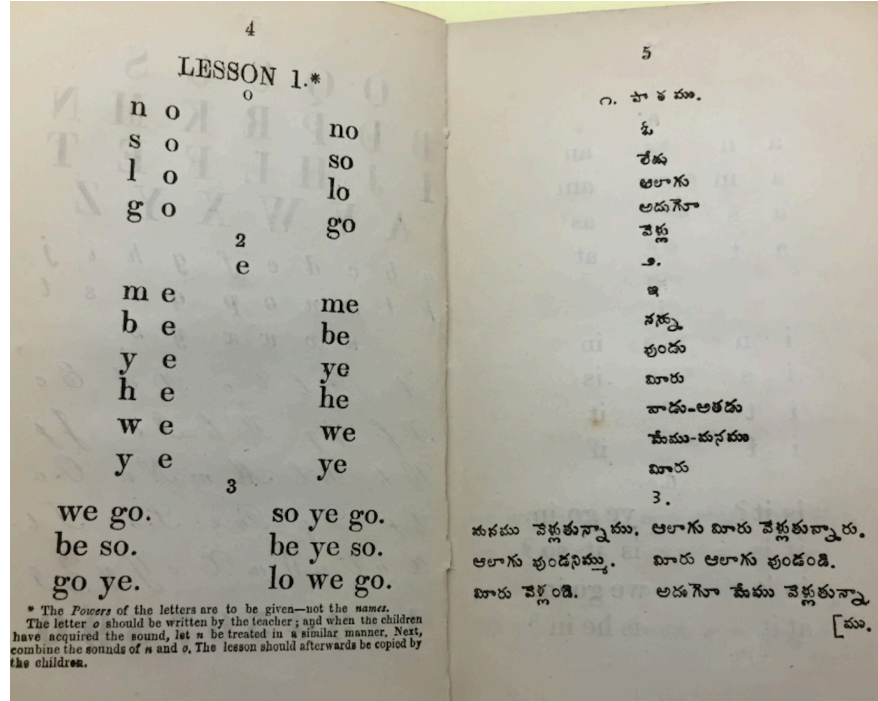 4
LESSON 1.*
o
n o no
s o so
l o lo
g o go
2
e
m e me
b e be
y e ye
h e he
w e we
y e ye
3
we go. so ye go.
be so. be ye so.
go ye. lo we go.
* The Powers of the letters are to be given—not the names.
The letter o should be written by the teacher; and when the children
have acquired the sound, let n be treated in a similar manner. Next,
combine the sounds of n and o. The lesson should afterwards be copied by
the children.
5
౧. పాఠము.
ఓ
లేదు
ఆలాగు
అదుగో
వెళ్లు
౨.
ఇ
నన్ను
వుండు
మీరు
వాడు-అతడు
మేము-మనము
మీరు
౩.
మనము వెళ్లుతున్నాము. ఆలాగు మీరు వెళ్లుతున్నారు.
ఆలాగు వుండనిమ్ము. మీరు ఆలాగు వుండండి.
మీరు వెళ్లండి. అదుగో మేము వెళ్లుతున్నా
[ము.